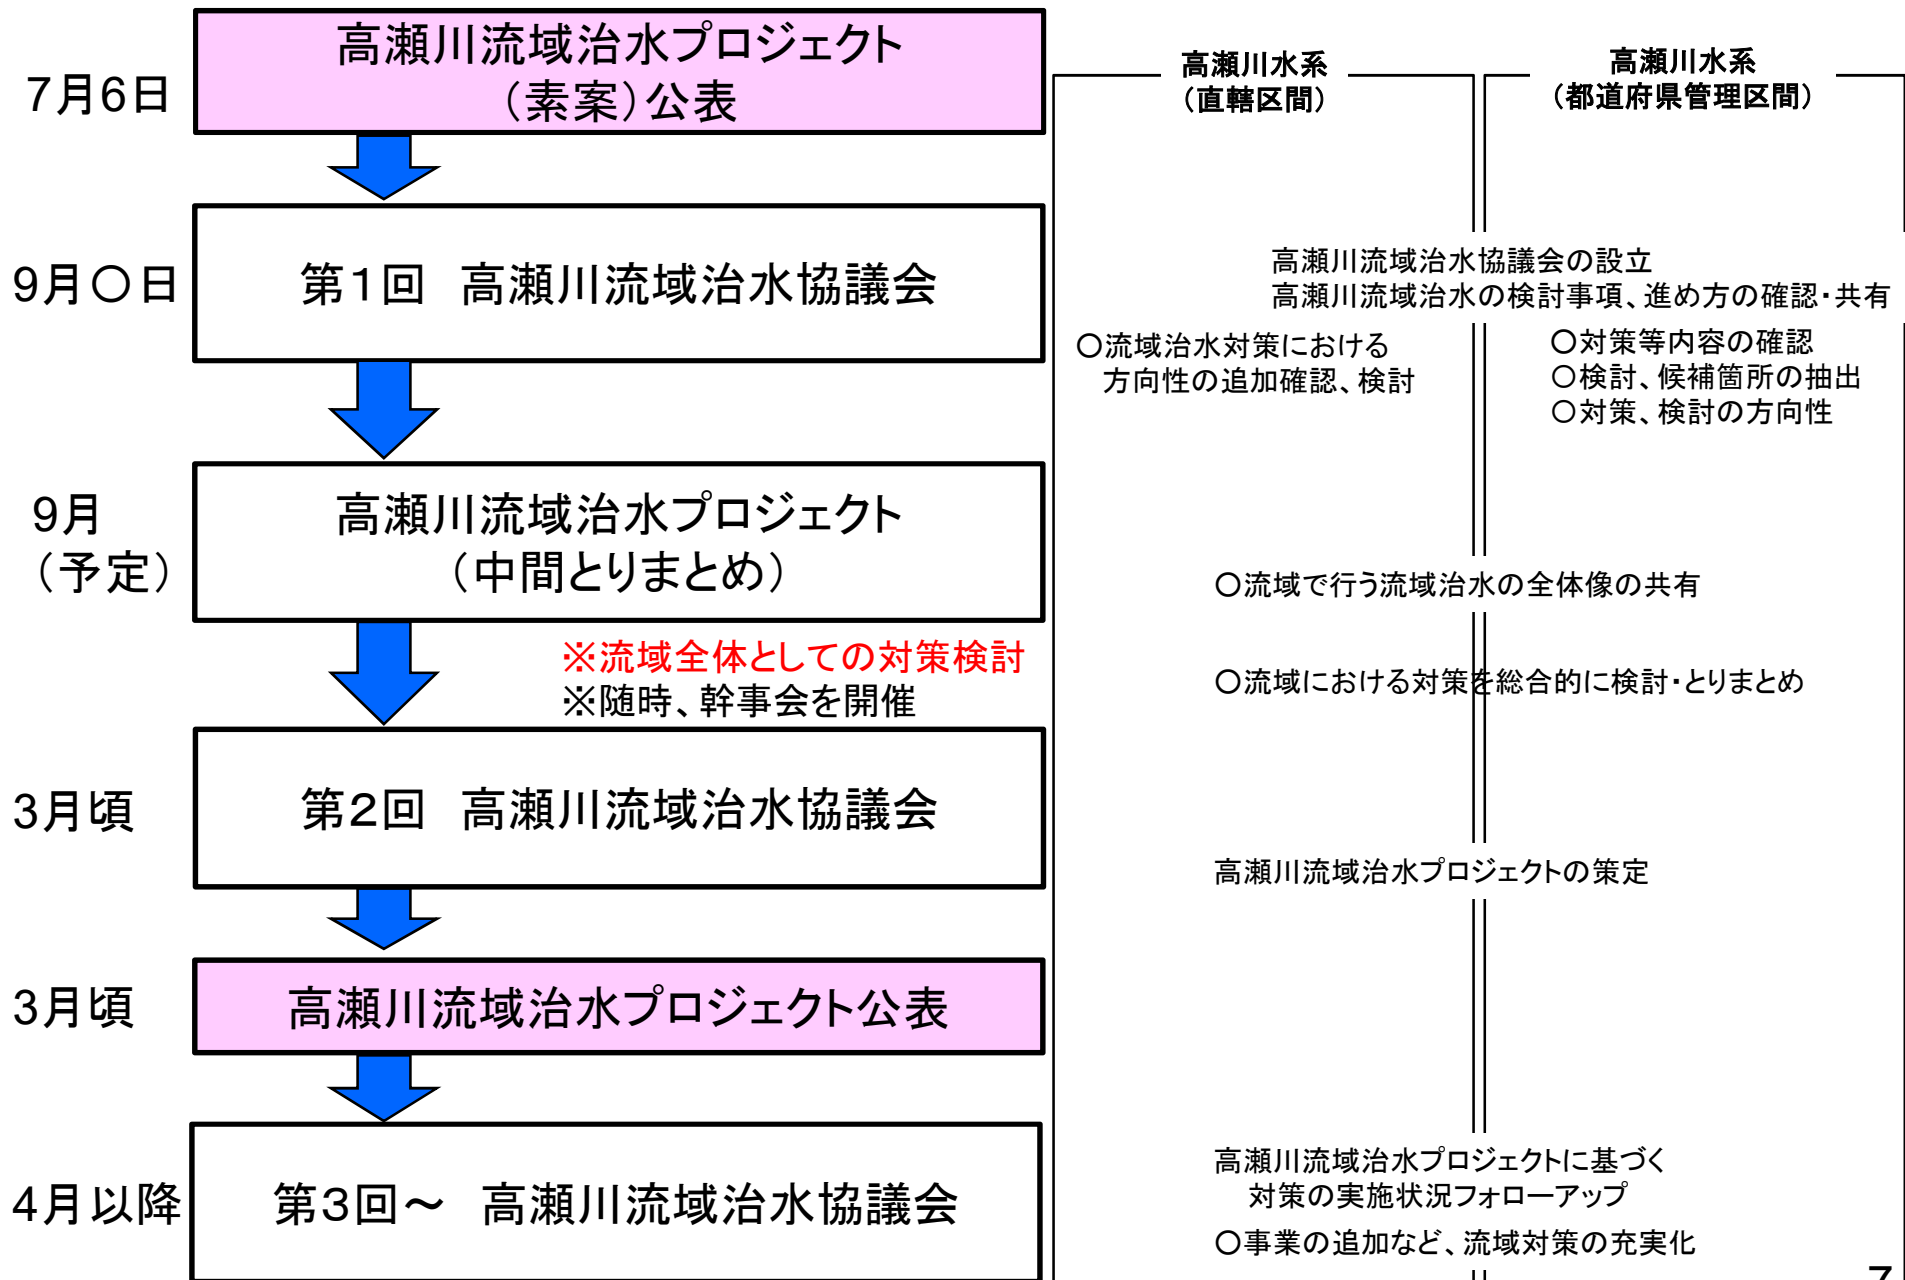 7月6日
高瀬川流域治水プロジェクト
（素案）公表
高瀬川水系
（直轄区間）
高瀬川水系
（都道府県管理区間）
9月〇日
第１回　高瀬川流域治水協議会
高瀬川流域治水協議会の設立
高瀬川流域治水の検討事項、進め方の確認・共有
〇流域治水対策における
方向性の追加確認、検討
〇対策等内容の確認
〇検討、候補箇所の抽出
〇対策、検討の方向性
9月
（予定）
高瀬川流域治水プロジェクト
（中間とりまとめ）
〇流域で行う流域治水の全体像の共有
※流域全体としての対策検討
※随時、幹事会を開催
〇流域における対策を総合的に検討・とりまとめ
3月頃
第２回　高瀬川流域治水協議会
高瀬川流域治水プロジェクトの策定
3月頃
高瀬川流域治水プロジェクト公表
4月以降
第３回～　高瀬川流域治水協議会
高瀬川流域治水プロジェクトに基づく
対策の実施状況フォローアップ
〇事業の追加など、流域対策の充実化
7